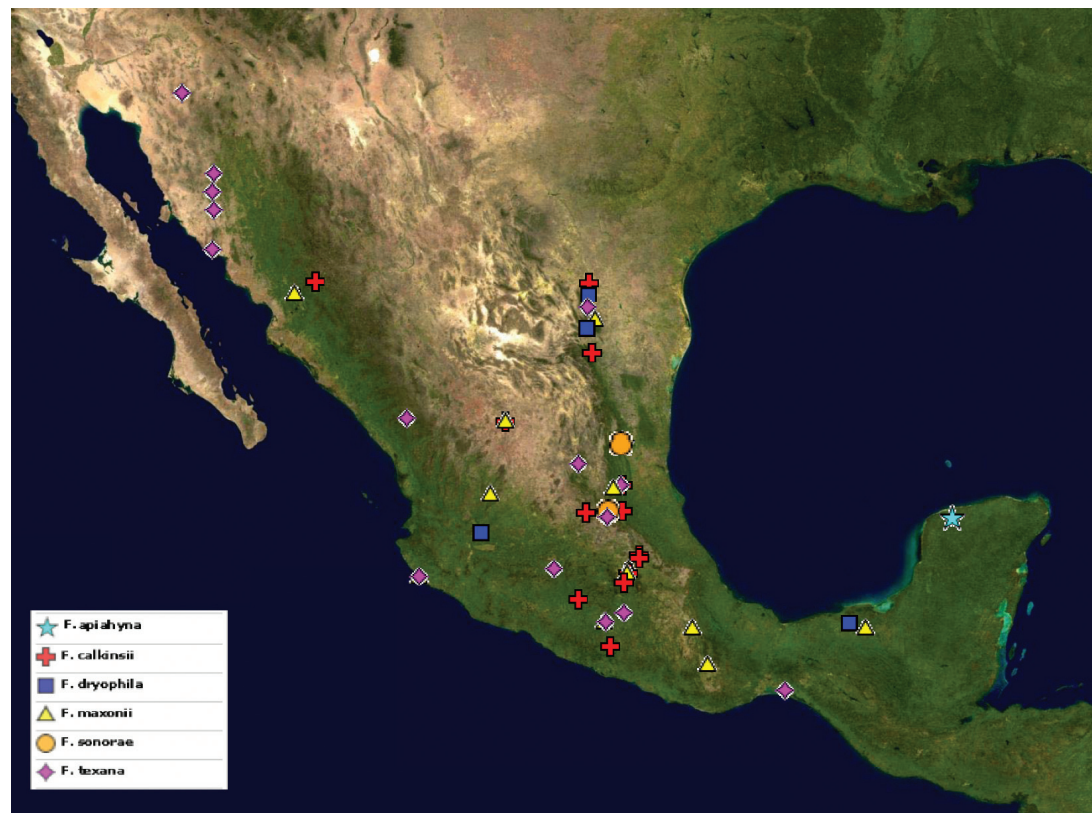 F. apiahyna
F. calkinsii
F. dryophila
F. maxonii
F. sonorae
F. texana